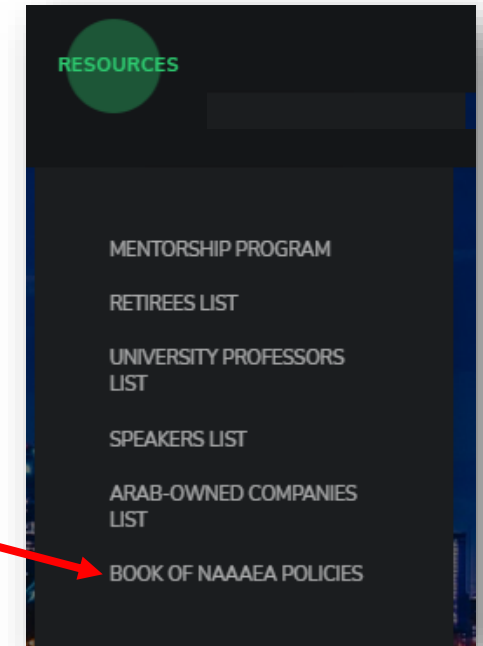 RESOURCES
MENTORSHIP PROGRAM
RETIREES LIST
UNIVERSITY PROFESSORS
LIST
SPEAKERS LIST
ARAB-OWNED COMPANIES
LIST
BOOK OF NAAAEA POLICIES